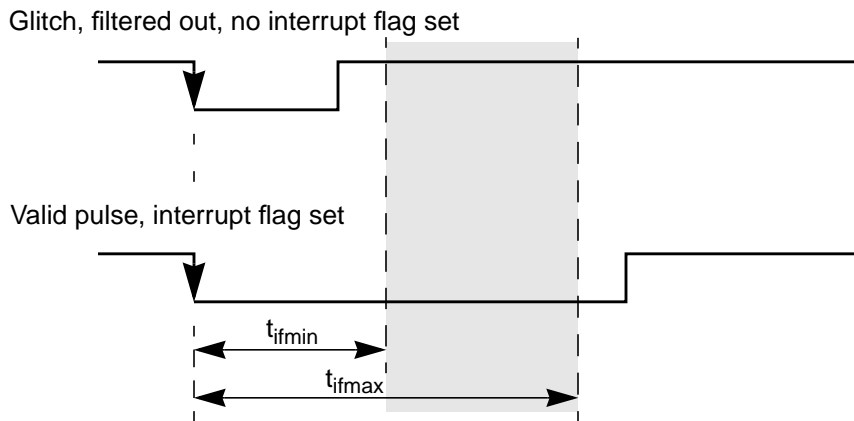 Glitch, filtered out, no interrupt flag set
Valid pulse, interrupt flag set
tifmin
tifmax